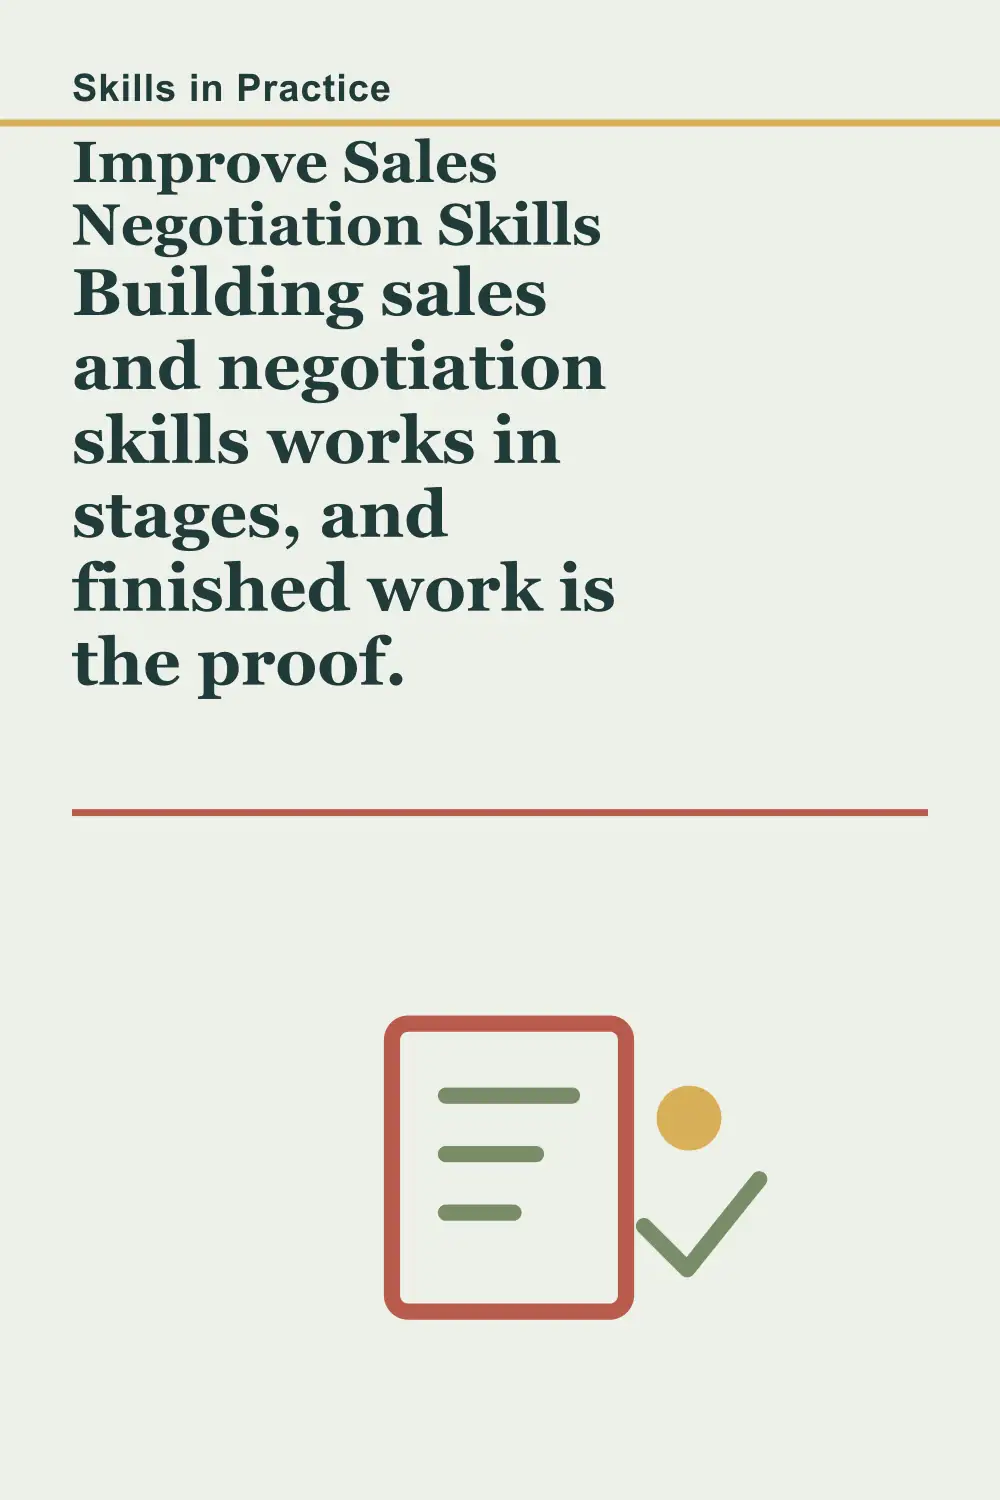 Skills in Practice
Improve Sales
Negotiation Skills
Building sales
and negotiation
skills works in
stages, and
finished work is
the proof.